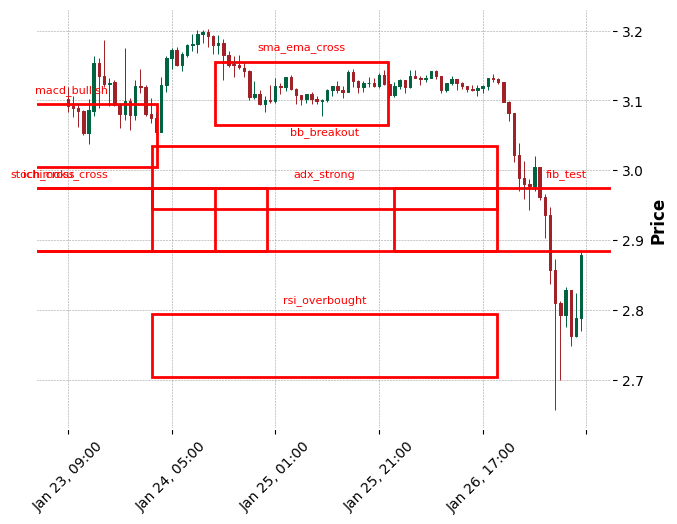 3.2
sma_ema_cross
macd_bullish
3.1
bb_breakout
stoch_cross
ichimoku_cross
adx_strong
fib_test
3.0
2.9
Price
rsi_overbought
2.8
2.7
Jan 23, 09:00
Jan 24, 05:00
Jan 25, 01:00
Jan 25, 21:00
Jan 26, 17:00